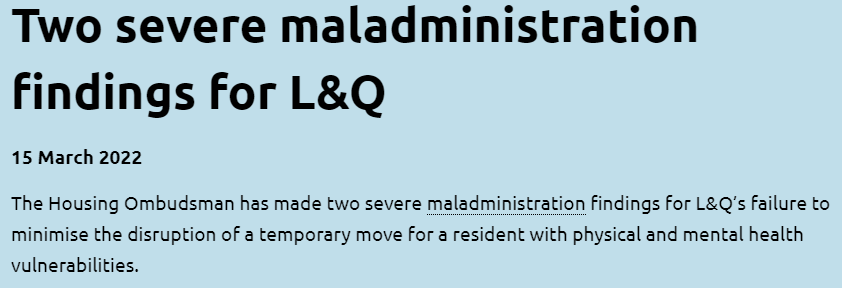 Two severe maladministration
findings for L&Q
15 March 2022
The Housing Ombudsman has made two severe maladministration findings for L&Q’s failure to
minimise the disruption of a temporary move for a resident with physical and mental health
vulnerabilities.